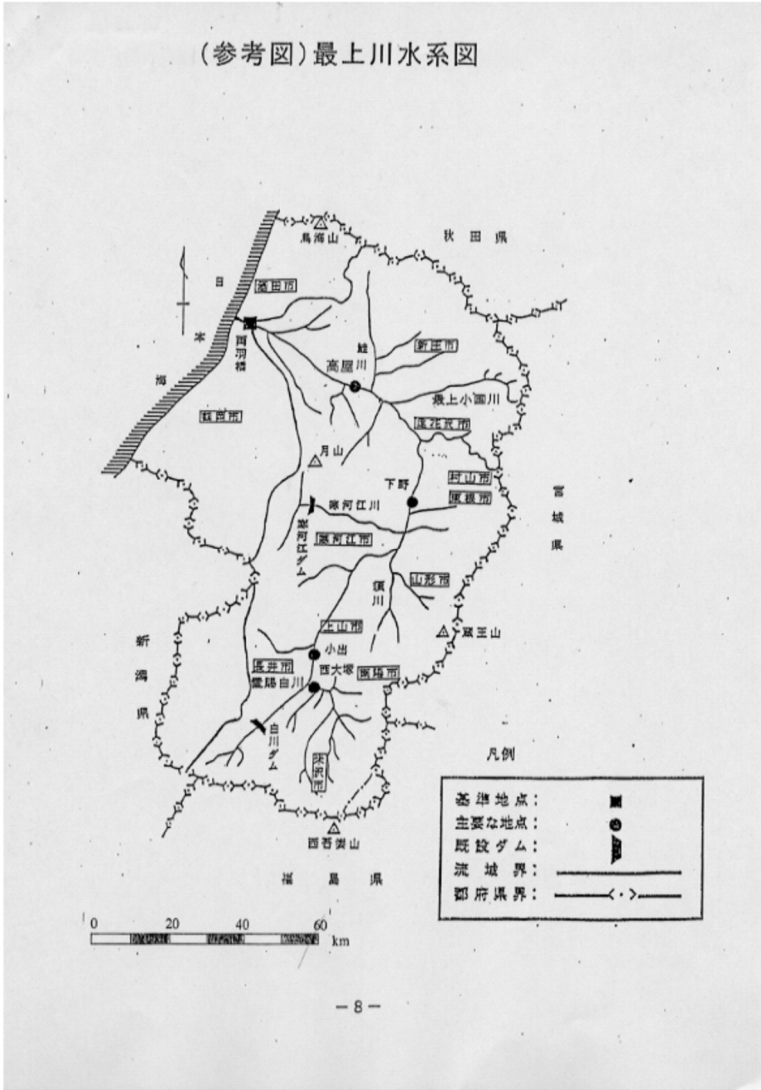 (参考図)最上川水系図
秋田県
鳥海山
日本海
酒田市
両羽橋
鮭川
新庄市
高屋
最上小国川
鶴岡市
尾花沢市
月山
下野
村山市
東根市
宮城県
寒河江川
寒河江ダム
寒河江市
須川
山形市
上山市
蔵王山
新潟県
小出
長井市
西大塚
南陽市
置賜白川
白川ダム
米沢市
西吾妻山
福島県
凡例
基準地点:
主要な地点:
既設ダム:
流域界:
都府県界:
0 20 40 60
km
-8-